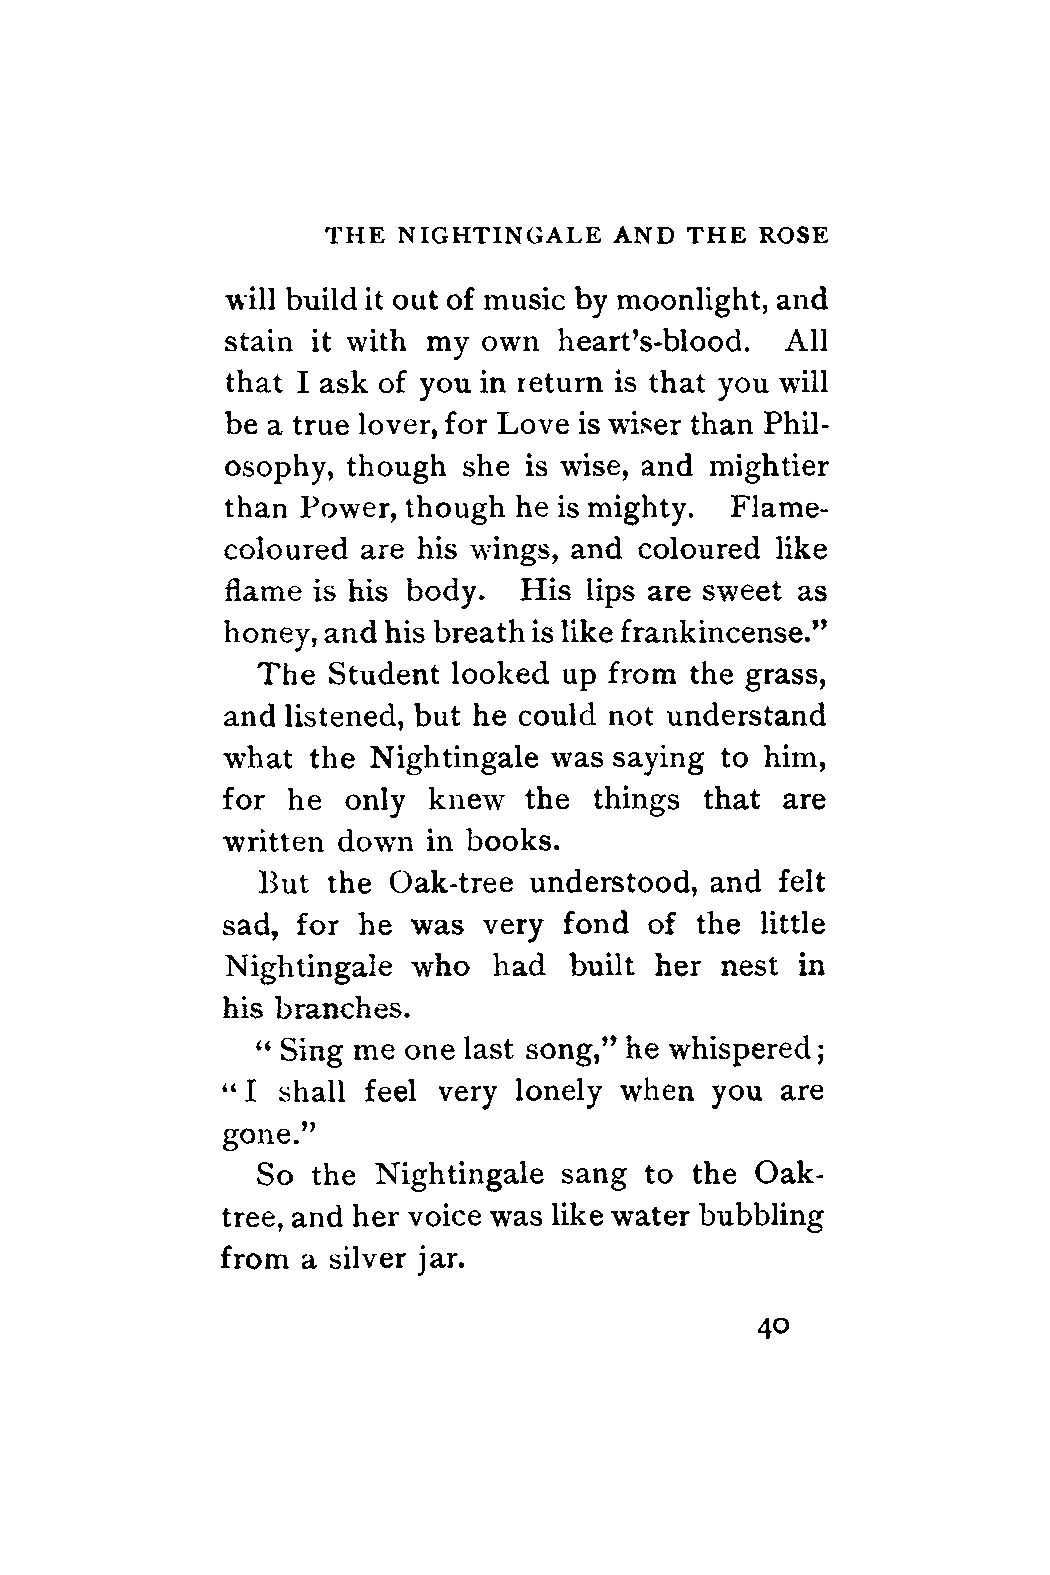 THE NIGHTINGALE AND THE ROSE
will build it out of music by moonlight, and
stain it with my own heart's-blood. All
that I ask of you in return is that you will
be a true lover, for Love is wiser than Phil-
osophy, though she is wise, and mightier
than Power, though he is mighty. Flame-
coloured are his wings, and coloured like
flame is his body. His lips are sweet as
honey, and his breath is like frankincense."
The Student looked up from the grass,
and listened, but he could not understand
what the Nightingale was saying to him,
for he only knew the things that are
written down in books.
But the Oak-tree understood, and felt
sad, for he was very fond of the little
Nightingale who had built her nest in
his branches.
" Sing me one last song," he whispered;
" I shall feel very lonely when you are
gone."
So the Nightingale sang to the Oak-
tree, and her voice was like water bubbling
from a silver jar.
40